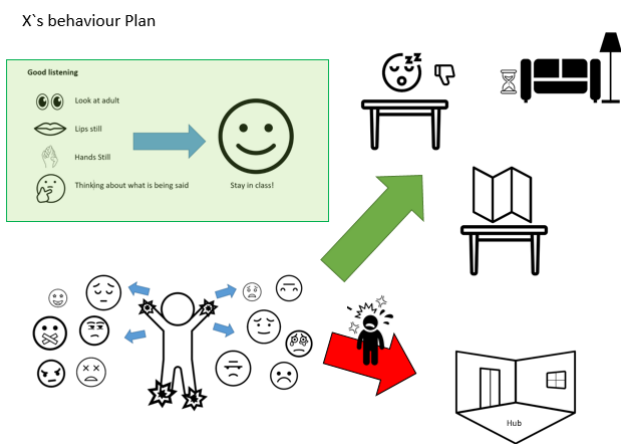 X`s behaviour Plan
Good listening
Look at adult
Lips still
Hands Still
Thinking about what is being said
Stay in class!
zzz
Hub